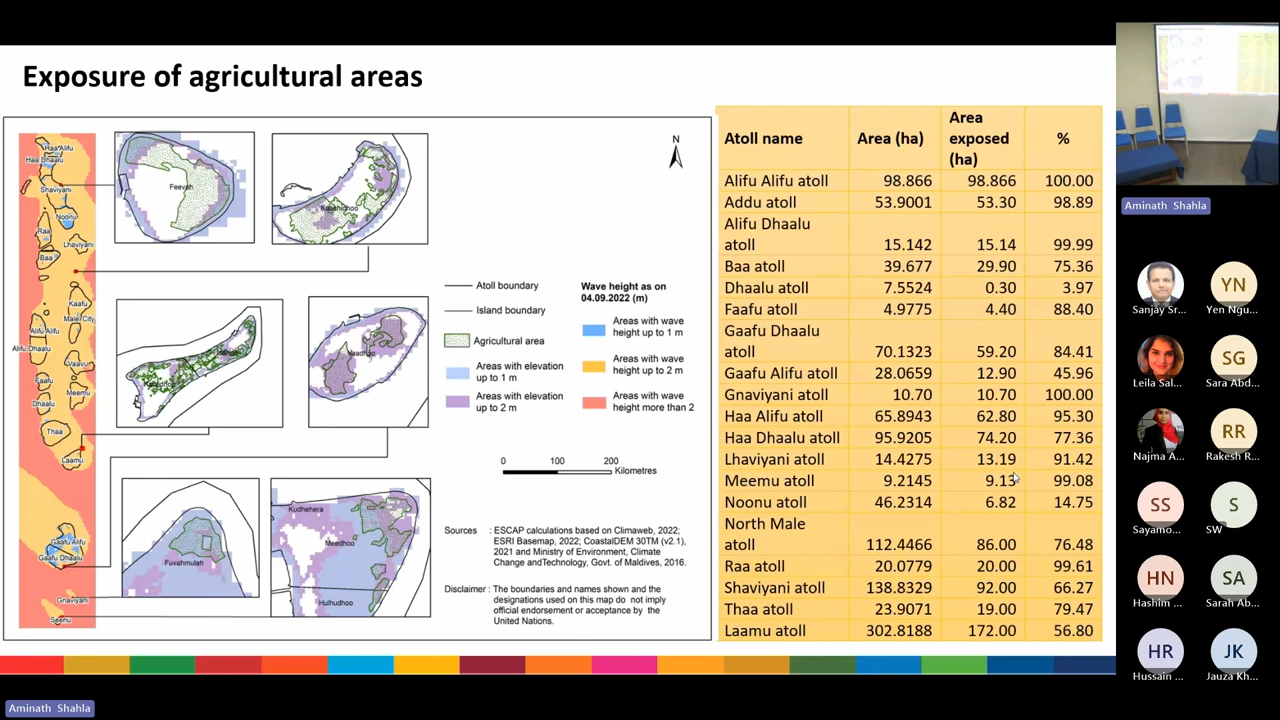 Exposure of agricultural areas
Haa Alifu
Haa Dhaalu
Shaviyani
Noonu
Raa
Lhaviyani
Baa
Kaafu
Male City
Alifu Alifu
Alifu Dhaalu
Vaavu
Faafu
Meemu
Dhaalu
Thaa
Laamu
Gaafu Alifu
Gaafu Dhaalu
Gnaviyani
Seenu
Feevah
Kaashidhoo
Vaadhoo
Fuvahmulah
Kudhehera
Meedhoo
Hulhudhoo
N
Atoll boundary
Island boundary
Agricultural area
Areas with elevation
up to 1 m
Areas with elevation
up to 2 m
Wave height as on
04.09.2022 (m)
Areas with wave
height up to 1 m
Areas with wave
height up to 2 m
Areas with wave
height more than 2
0 100 200
Kilometres
Sources : ESCAP calculations based on Climaweb, 2022;
ESRI Basemap, 2022; CoastalDEM 30TM (v2.1),
2021 and Ministry of Environment, Climate
Change andTechnology, Govt. of Maldives, 2016.
Disclaimer : The boundaries and names shown and the
designations used on this map do not imply
official endorsement or acceptance by the
United Nations.
Atoll name Area (ha) Area exposed (ha) %
Alifu Alifu atoll 98.866 98.866 100.00
Addu atoll 53.9001 53.30 98.89
Alifu Dhaalu
atoll 15.142 15.14 99.99
Baa atoll 39.677 29.90 75.36
Dhaalu atoll 7.5524 0.30 3.97
Faafu atoll 4.9775 4.40 88.40
Gaafu Dhaalu
atoll 70.1323 59.20 84.41
Gaafu Alifu atoll 28.0659 12.90 45.96
Gnaviyani atoll 10.70 10.70 100.00
Haa Alifu atoll 65.8943 62.80 95.30
Haa Dhaalu atoll 95.9205 74.20 77.36
Lhaviyani atoll 14.4275 13.19 91.42
Meemu atoll 9.2145 9.13 99.08
Noonu atoll 46.2314 6.82 14.75
North Male
atoll 112.4466 86.00 76.48
Raa atoll 20.0779 20.00 99.61
Shaviyani atoll 138.8329 92.00 66.27
Thaa atoll 23.9071 19.00 79.47
Laamu atoll 302.8188 172.00 56.80
Aminath Shahla
YN
Sanjay Sr... Yen Ngu...
SG
Leila Sal... Sara Abd...
RR
Najma A... Rakesh R...
SS S
Sayamo... SW
HN SA
Hashim ... Sarah Ab...
HR JK
Hussain ... Jauza Kh...
Aminath Shahla